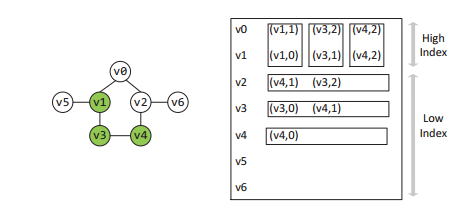 v0
v5
v1
v2
v6
v3
v4
v0 (v1,1) (v3,2) (v4,2)
v1 (v1,0) (v3,1) (v4,2)
v2 (v4,1) (v3,2)
v3 (v3,0) (v4,1)
v4 (v4,0)
v5
v6
High
Index
Low
Index